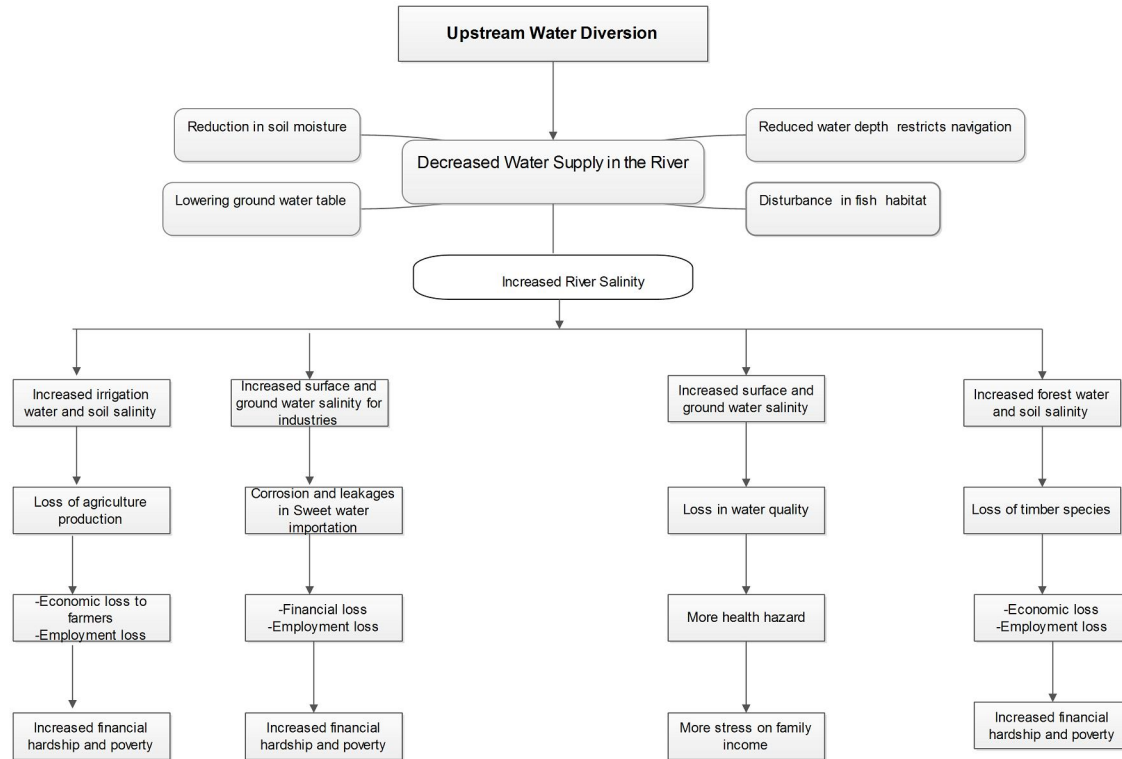 Upstream Water Diversion
Reduction in soil moisture
Reduced water depth restricts navigation
Decreased Water Supply in the River
Lowering ground water table
Disturbance in fish habitat
Increased River Salinity
Increased irrigation
water and soil salinity
Increased surface and
ground water salinity for
industries
Increased surface and
ground water salinity
Increased forest water
and soil salinity
Loss of agriculture
production
Corrosion and leakages
in Sweet water
importation
Loss in water quality
Loss of timber species
-Economic loss to
farmers
-Employment loss
-Financial loss
-Employment loss
More health hazard
-Economic loss
-Employment loss
Increased financial
hardship and poverty
Increased financial
hardship and poverty
More stress on family
income
Increased financial
hardship and poverty